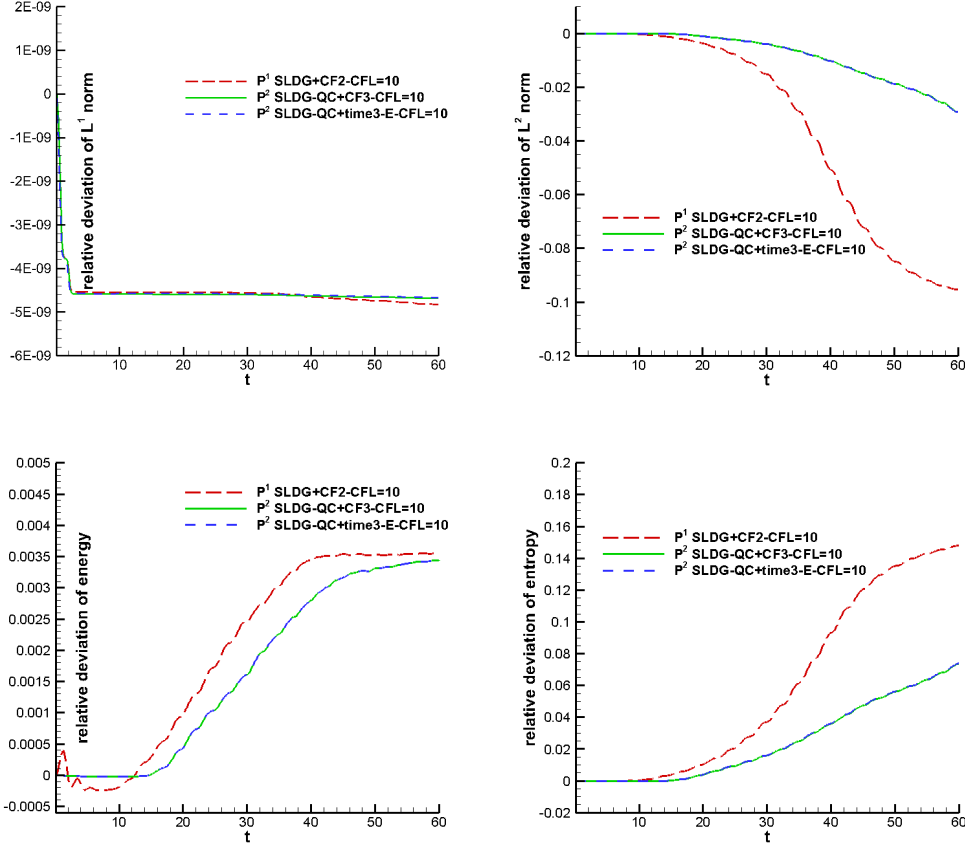 2E-09
1E-09
0
-1E-09
-2E-09
-3E-09
-4E-09
-5E-09
-6E-09
relative deviation of L¹ norm
P¹ SLDG+CF2-CFL=10
P² SLDG-QC+CF3-CFL=10
P² SLDG-QC+time3-E-CFL=10
10 20 30 40 50 60
t
0
-0.02
-0.04
-0.06
-0.08
-0.1
-0.12
relative deviation of L² norm
P¹ SLDG+CF2-CFL=10
P² SLDG-QC+CF3-CFL=10
P² SLDG-QC+time3-E-CFL=10
10 20 30 40 50 60
t
0.005
0.0045
0.004
0.0035
0.003
0.0025
0.002
0.0015
0.001
0.0005
0
-0.0005
relative deviation of energy
P¹ SLDG+CF2-CFL=10
P² SLDG-QC+CF3-CFL=10
P² SLDG-QC+time3-E-CFL=10
10 20 30 40 50 60
t
0.2
0.18
0.16
0.14
0.12
0.1
0.08
0.06
0.04
0.02
0
-0.02
relative deviation of entropy
P¹ SLDG+CF2-CFL=10
P² SLDG-QC+CF3-CFL=10
P² SLDG-QC+time3-E-CFL=10
10 20 30 40 50 60
t